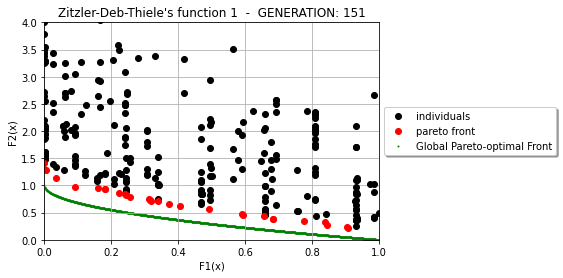 Zitzler-Deb-Thiele's function 1 - GENERATION: 151
4.0
3.5
3.0
2.5
2.0
1.5
1.0
0.5
0.0
F2(x)
0.0 0.2 0.4 0.6 0.8 1.0
F1(x)
individuals
pareto front
Global Pareto-optimal Front